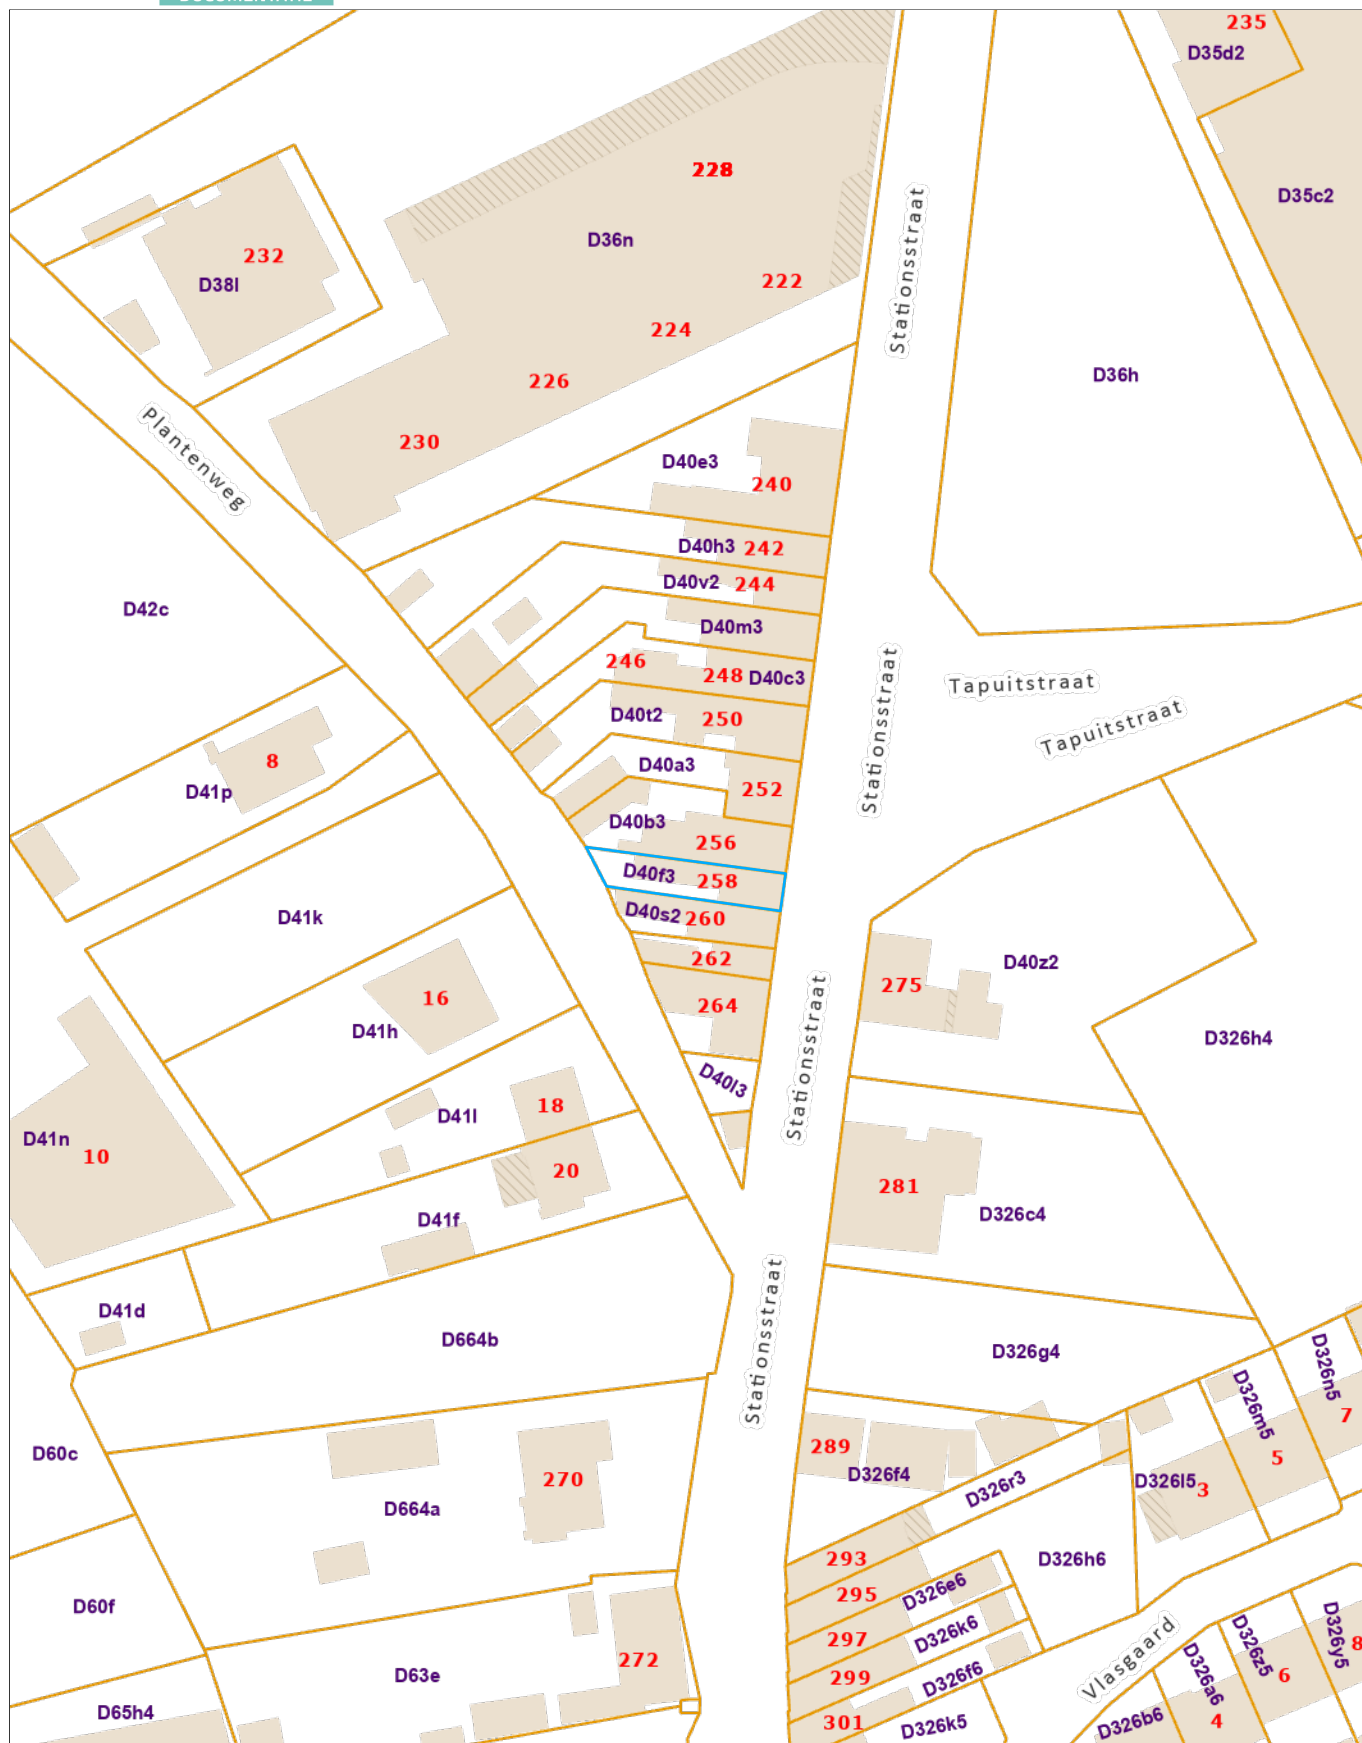 235
D35d2
228
D35c2
Stationsstraat
D36n
232
D38l
222
224
D36h
226
Plantenweg
230
D40e3
240
D40h3 242
D40v2 244
D42c
D40m3
246
248 D40c3
Stationsstraat
Tapuitstraat
D40t2 250
Tapuitstraat
8
D40a3
D41p
252
D40b3
256
D40f3 258
D41k
D40s2 260
262
D40z2
275
16
264
D41h
D326h4
D40l3
Stationsstraat
18
D41l
D41n
10
20
281
D41f
D326c4
D41d
D664b
Stationsstraat
D326g4
D326n5
D326m5
7
D60c
289
5
270
D326f4
D326r3
D326l5
3
D664a
293
D326h6
295
D326e6
D60f
297
D326k6
Vlasgaard
D326z5
D326y5
8
272
D63e
299
D326f6
D326a6
6
D65h4
301
D326k5
D326b6
4